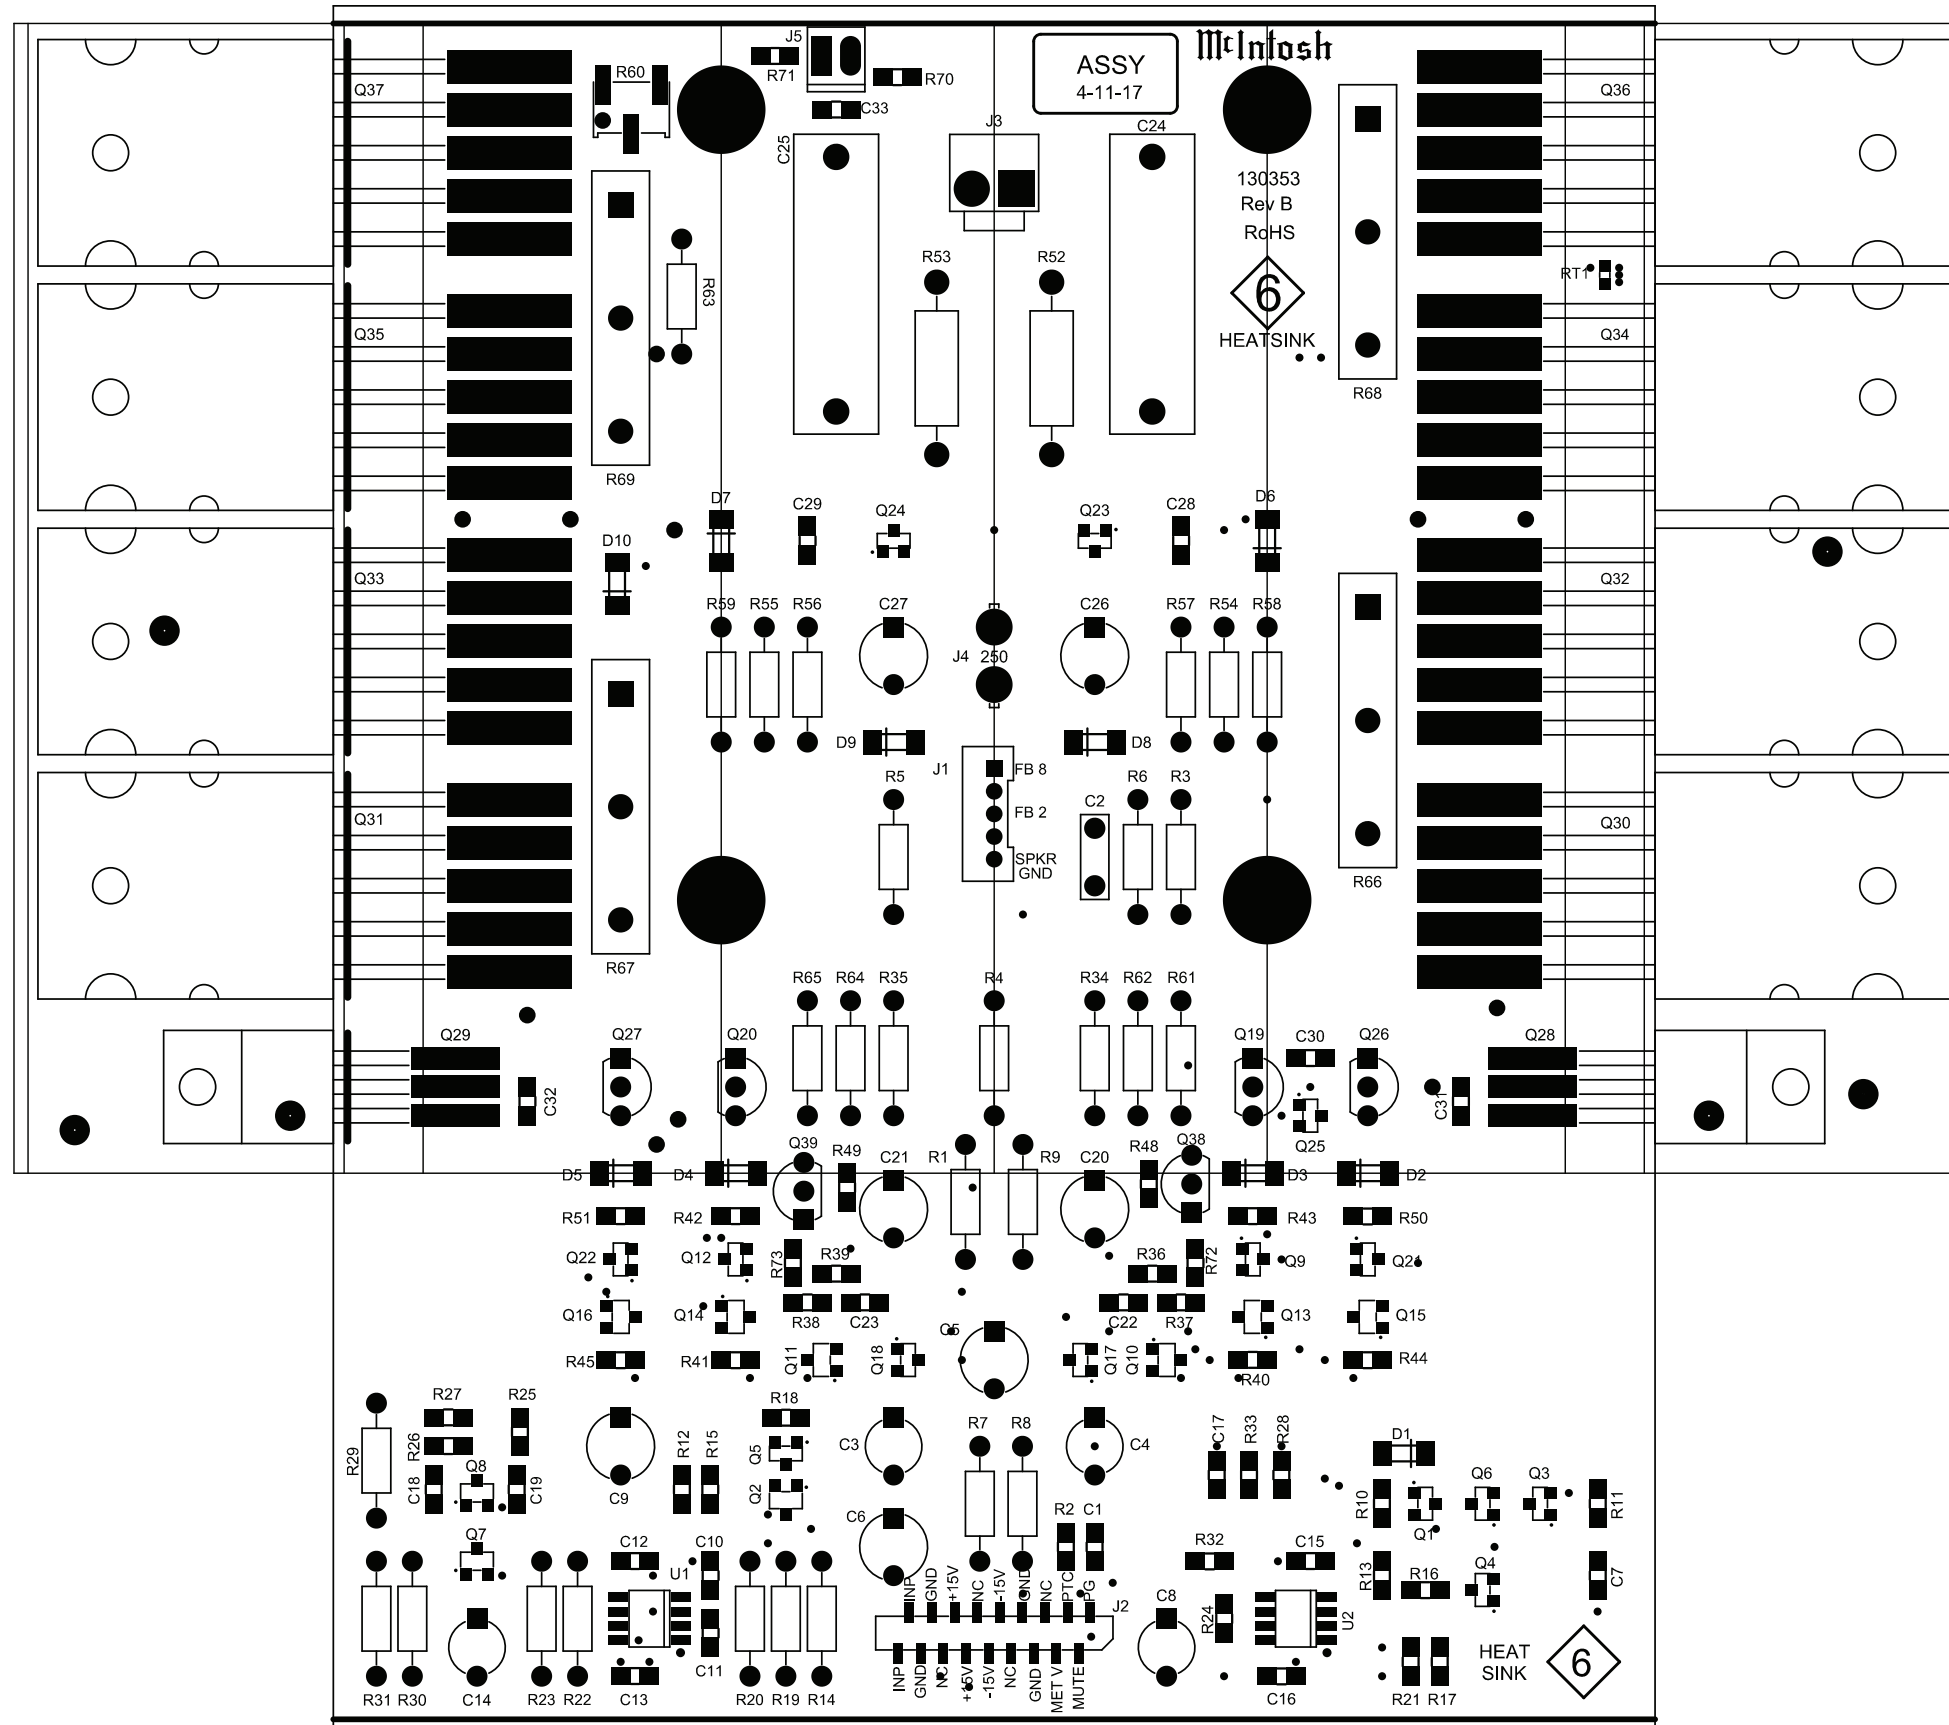 J5
McIntosh
R60
R71
R70
ASSY
4-11-17
Q37
C33
Q36
J3
C24
C25
130353
Rev B
RoHS
R53
R52
RT1
R63
6
HEATSINK
Q35
Q34
R68
R69
D7
C29
Q24
Q23
C28
D6
D10
Q33
Q32
R59
R55
R56
C27
C26
R57
R54
R58
J4
250
D9
D8
J1
FB 8
R5
R6
R3
C2
FB 2
Q31
Q30
SPKR
GND
R66
R67
R65
R64
R35
R4
R34
R62
R61
Q29
Q27
Q20
Q19
C30
Q26
Q28
C32
C31
Q25
Q39
R49
C21
R1
R9
C20
R48
Q38
D5
D4
D3
D2
R51
R42
R43
R50
Q22
Q12
R73
R39
R36
R72
Q9
Q21
Q16
Q14
R38
C23
C5
C22
R37
Q13
Q15
R45
R41
Q11
Q18
Q17
Q10
R40
R44
R27
R25
R18
R7
R8
R29
R26
R12
R15
Q5
C3
C4
C17
R33
R28
D1
Q8
C18
C19
C9
Q2
Q6
Q3
R10
R11
Q1
C6
R2
C1
Q7
C12
C10
U1
R32
C15
R13
R16
Q4
C7
INP
GND
+15V
NC
-15V
GND
NC
PTC
PG
J2
C8
R24
U2
HEAT
SINK
6
C11
INP
GND
NC
+15V
-15V
NC
GND
MET V
MUTE
R31
R30
C14
R23
R22
C13
R20
R19
R14
C16
R21
R17